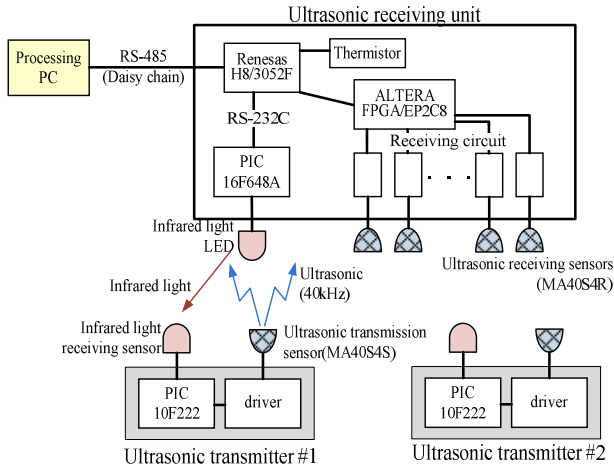 Ultrasonic receiving unit
Processing
PC
RS-485
(Daisy chain)
Renesas
H8/3052F
Thermistor
ALTERA
FPGA/EP2C8
RS-232C
Receiving circuit
PIC
16F648A
Infrared light
LED
Ultrasonic
(40kHz)
Ultrasonic receiving sensors
(MA40S4R)
Infrared light
Infrared light
receiving sensor
Ultrasonic transmission
sensor(MA40S4S)
PIC
10F222
driver
PIC
10F222
driver
Ultrasonic transmitter #1
Ultrasonic transmitter #2